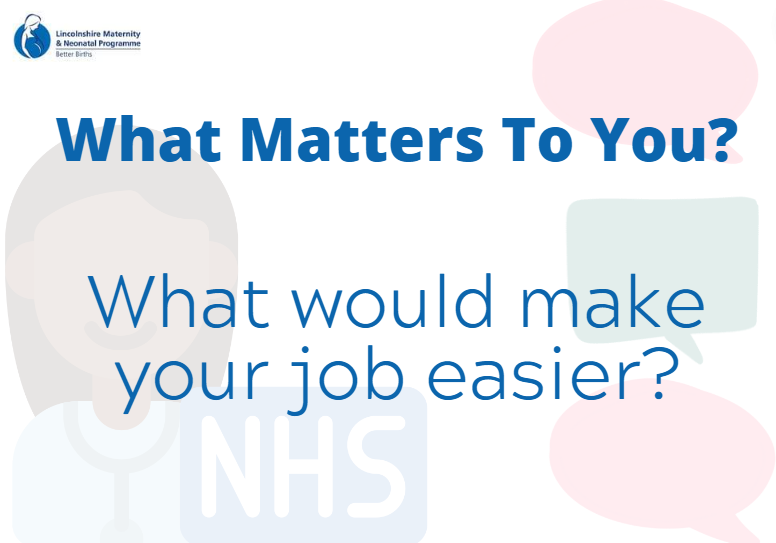 Lincolnshire Maternity
& Neonatal Programme
Better Births
What Matters To You?
What would make
your job easier?
NHS